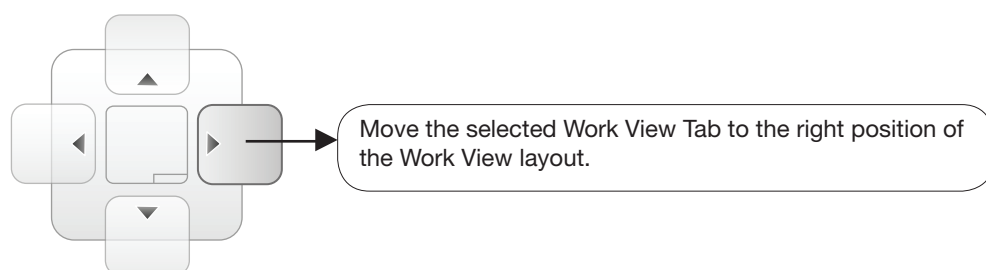 Move the selected Work View Tab to the right position of
the Work View layout.